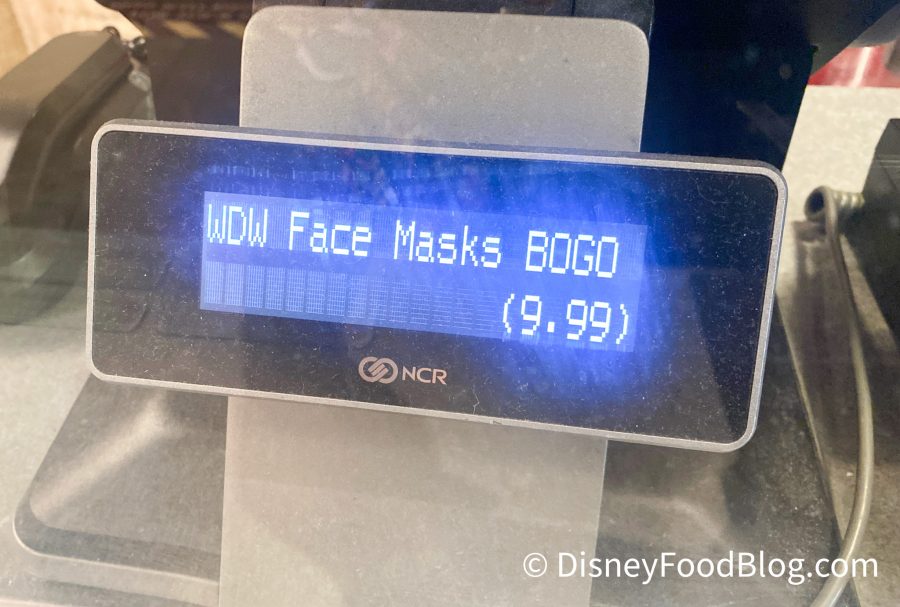 WDW Face Masks BOGO
(9.99)
NCR
© DisneyFoodBlog.com